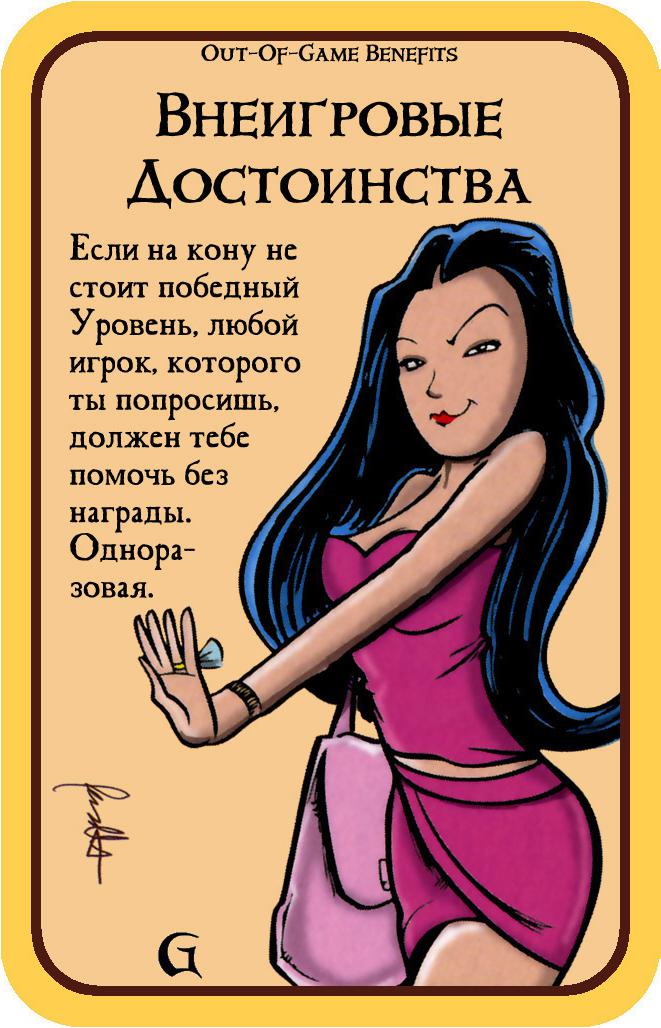 Out-Of-Game Benefits
Внеигровые
Достоинства
Если на кону не
стоит победный
Уровень, любой
игрок, которого
ты попросишь,
должен тебе
помочь без
награды.
Однора-
зовая.
G